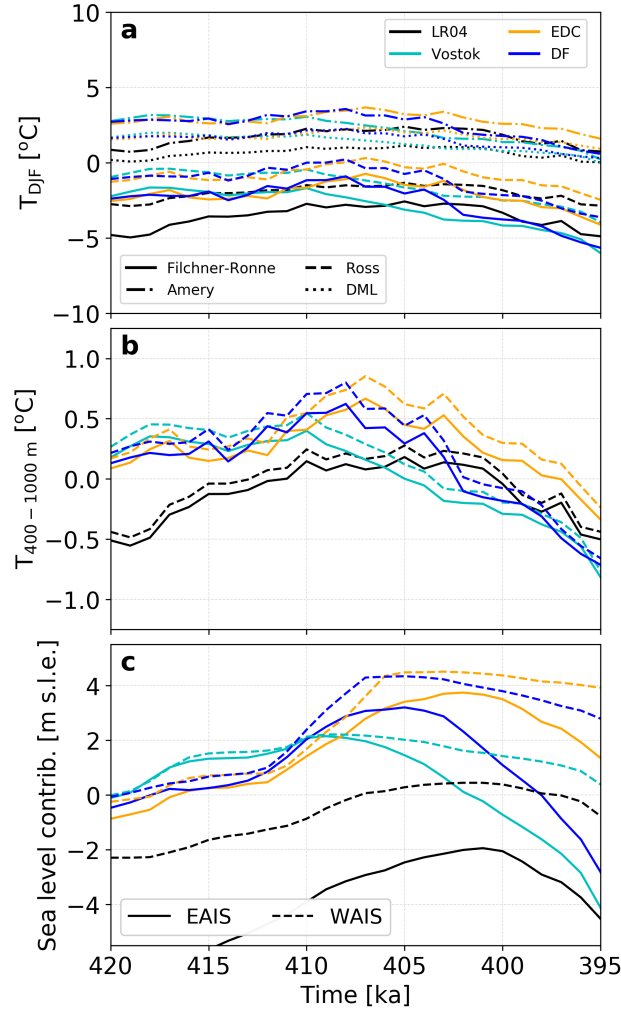 a
LR04 EDC
Vostok DF
10
5
0
−5
−10
T_DJF [°C]
Filchner-Ronne Ross
Amery DML
b
1.0
0.5
0.0
−0.5
−1.0
T_400−1000 m [°C]
c
4
2
0
−2
−4
Sea level contrib. [m s.l.e.]
EAIS WAIS
420 415 410 405 400 395
Time [ka]